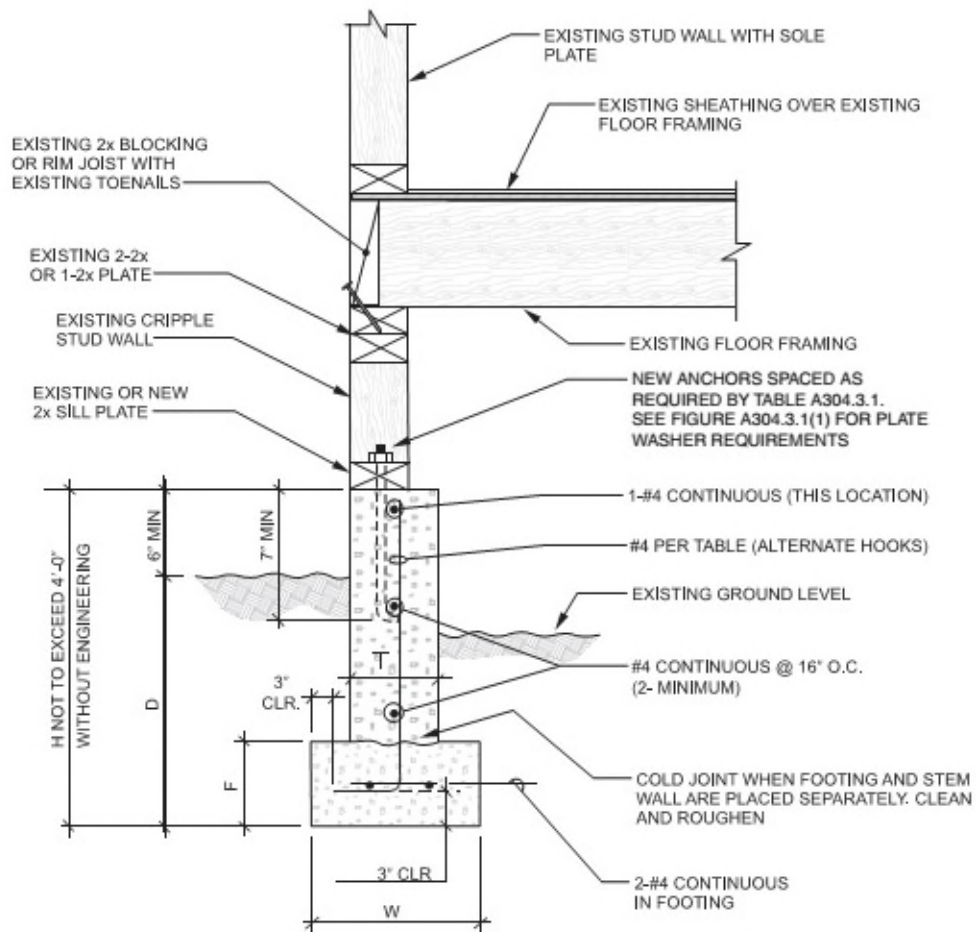 EXISTING STUD WALL WITH SOLE
PLATE
EXISTING SHEATHING OVER EXISTING
FLOOR FRAMING
EXISTING 2x BLOCKING
OR RIM JOIST WITH
EXISTING TOENAILS
EXISTING 2-2x
OR 1-2x PLATE
EXISTING CRIPPLE
STUD WALL
EXISTING FLOOR FRAMING
EXISTING OR NEW
2x SILL PLATE
NEW ANCHORS SPACED AS
REQUIRED BY TABLE A304.3.1.
SEE FIGURE A304.3.1(1) FOR PLATE
WASHER REQUIREMENTS
1-#4 CONTINUOUS (THIS LOCATION)
#4 PER TABLE (ALTERNATE HOOKS)
EXISTING GROUND LEVEL
#4 CONTINUOUS @ 16" O.C.
(2- MINIMUM)
COLD JOINT WHEN FOOTING AND STEM
WALL ARE PLACED SEPARATELY. CLEAN
AND ROUGHEN
2-#4 CONTINUOUS
IN FOOTING
H NOT TO EXCEED 4'-0"
WITHOUT ENGINEERING
6" MIN
7" MIN
D
F
T
3"
CLR.
3" CLR
W